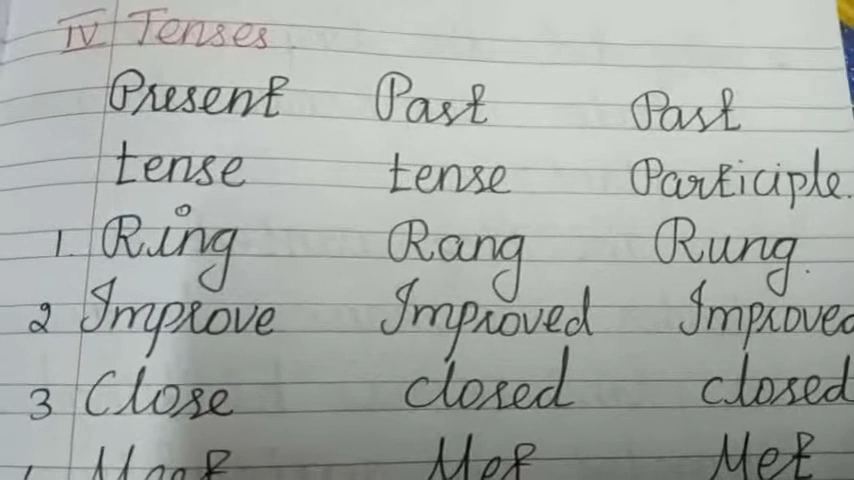 IV Tenses
Present Past Past
tense tense Participle.
1. Ring Rang Rung.
2 Improve Improved Improved
3 Close closed closed
Met Met